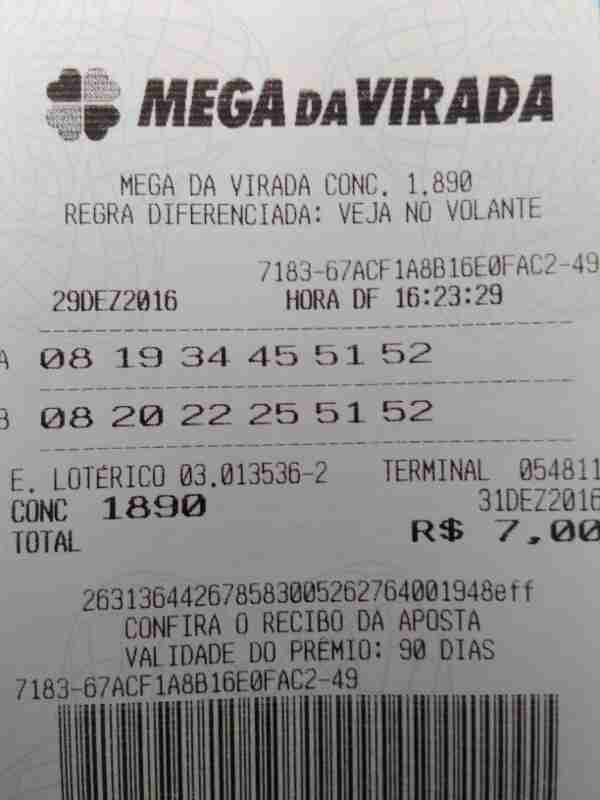 MEGA DA VIRADA
MEGA DA VIRADA CONC. 1.890
REGRA DIFERENCIADA: VEJA NO VOLANTE
7183-67ACF1A8B16E0FAC2-49
29DEZ2016 HORA DF 16:23:29
A 08 19 34 45 51 52
B 08 20 22 25 51 52
E. LOTÉRICO 03.013536-2 TERMINAL 054811
CONC 1890 31DEZ2016
TOTAL R$ 7,00
263136442678583005262764001948eff
CONFIRA O RECIBO DA APOSTA
VALIDADE DO PRÊMIO: 90 DIAS
7183-67ACF1A8B16E0FAC2-49